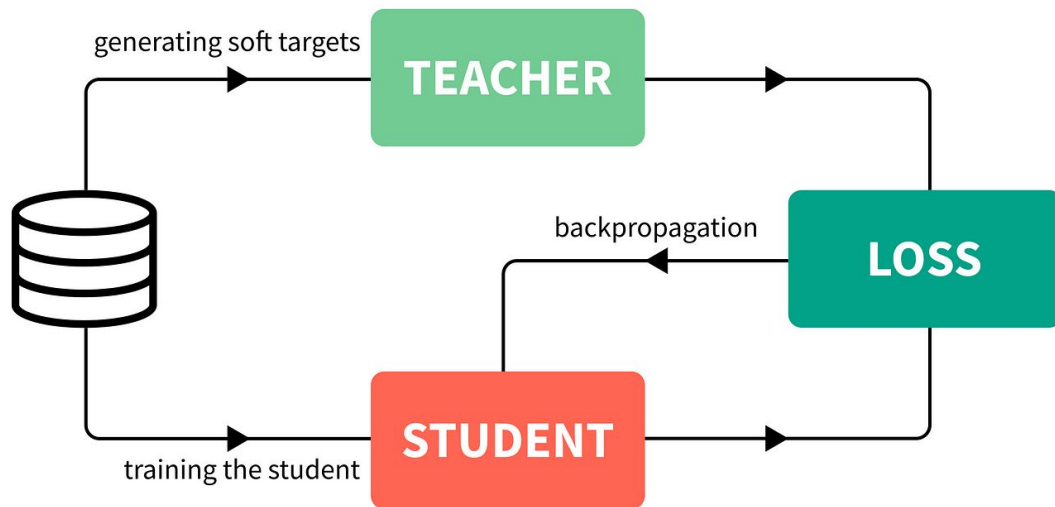 generating soft targets
TEACHER
backpropagation
LOSS
STUDENT
training the student